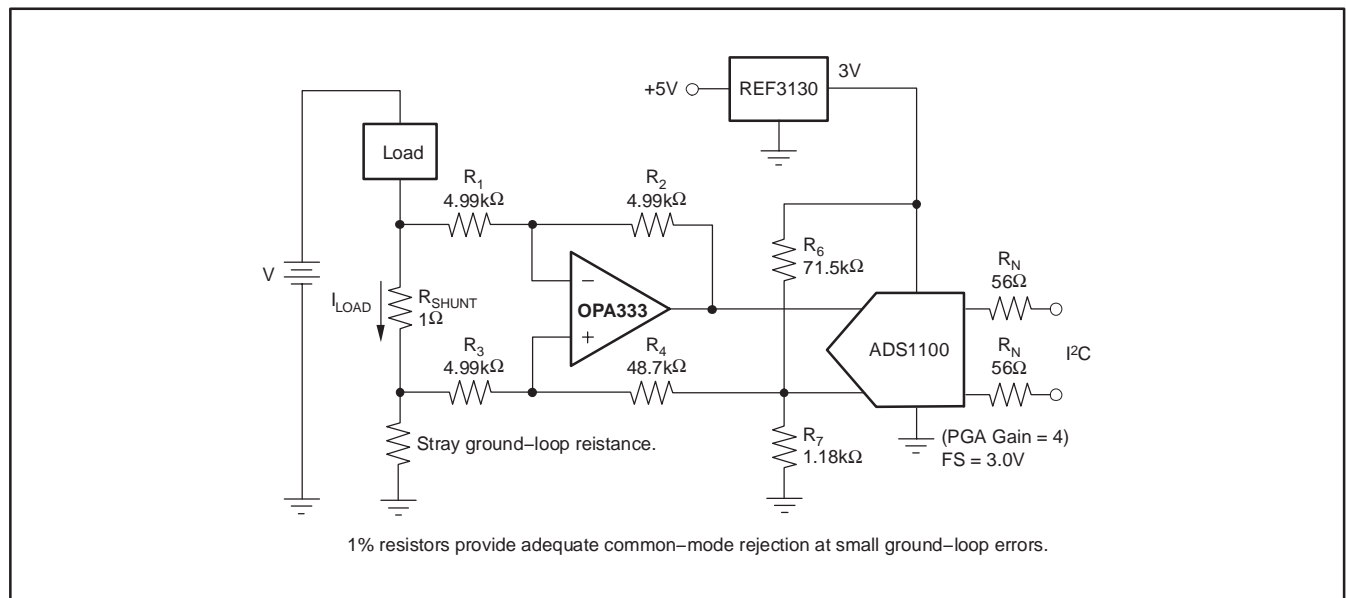 +5V
REF3130
3V
Load
R1
4.99kΩ
R2
4.99kΩ
R6
71.5kΩ
V
ILOAD
RSHUNT
1Ω
−
OPA333
+
RN
56Ω
ADS1100
I²C
RN
56Ω
R3
4.99kΩ
R4
48.7kΩ
Stray ground−loop reistance.
R7
1.18kΩ
(PGA Gain = 4)
FS = 3.0V
1% resistors provide adequate common−mode rejection at small ground−loop errors.